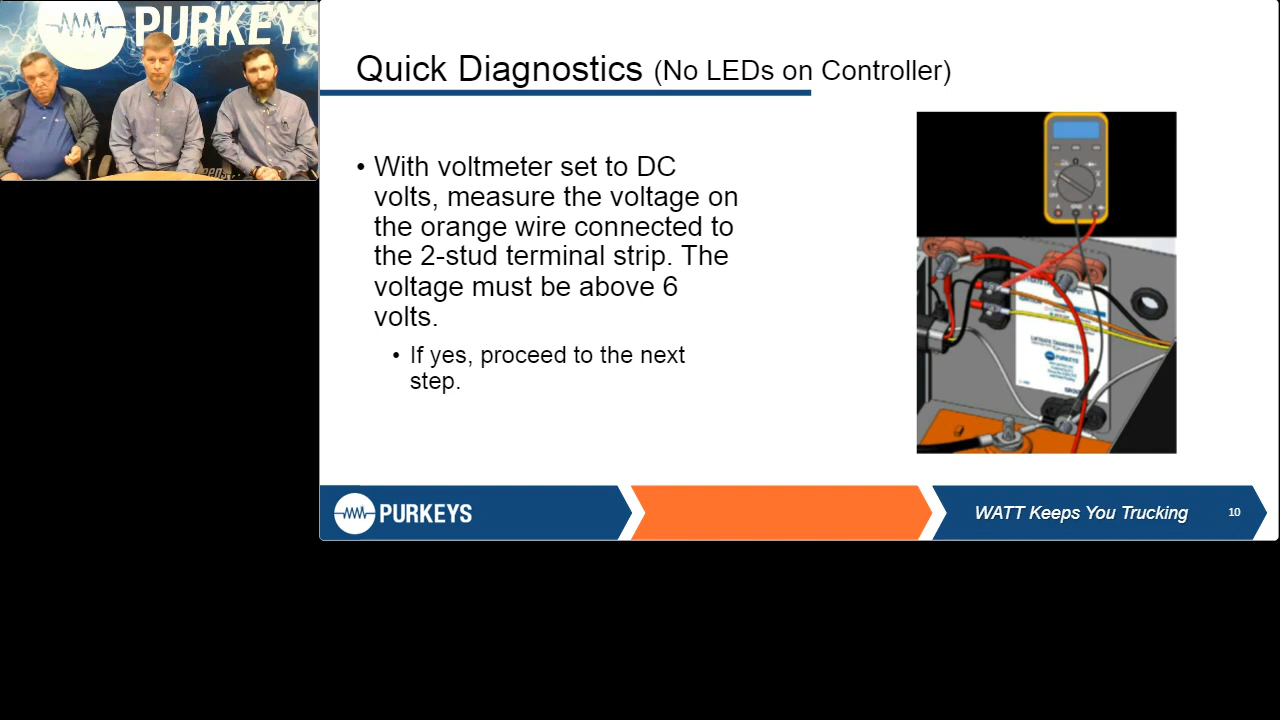 PURKEYS
Quick Diagnostics (No LEDs on Controller)
• With voltmeter set to DC
volts, measure the voltage on
the orange wire connected to
the 2-stud terminal strip. The
voltage must be above 6
volts.
• If yes, proceed to the next
step.
PURKEYS
PURKEYS
WATT Keeps You Trucking
10